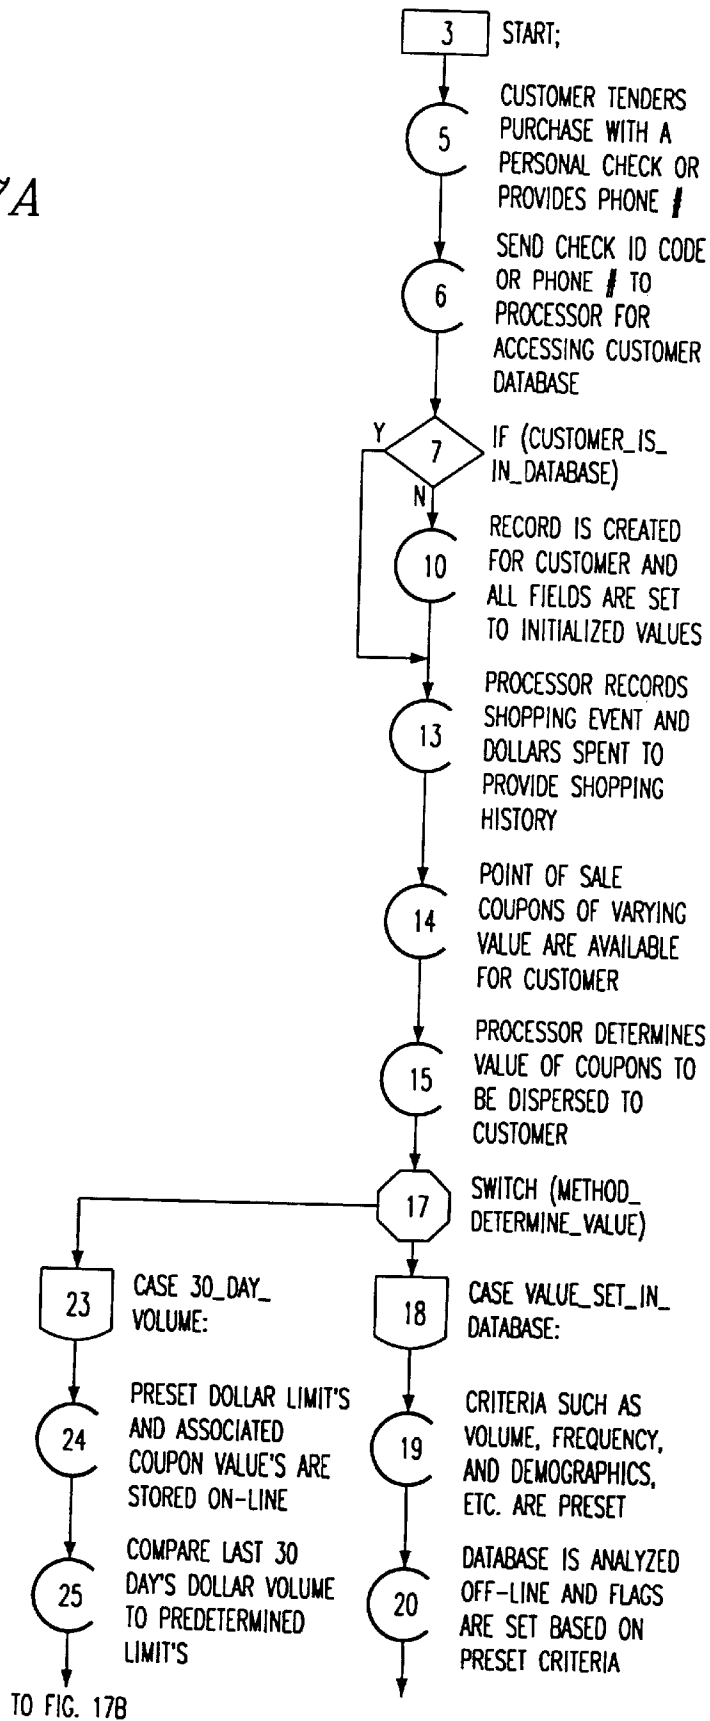 3 START;
5
CUSTOMER TENDERS
PURCHASE WITH A
PERSONAL CHECK OR
PROVIDES PHONE #
7A
6
SEND CHECK ID CODE
OR PHONE # TO
PROCESSOR FOR
ACCESSING CUSTOMER
DATABASE
Y
7
N
IF (CUSTOMER_IS_
IN_DATABASE)
10
RECORD IS CREATED
FOR CUSTOMER AND
ALL FIELDS ARE SET
TO INITIALIZED VALUES
13
PROCESSOR RECORDS
SHOPPING EVENT AND
DOLLARS SPENT TO
PROVIDE SHOPPING
HISTORY
14
POINT OF SALE
COUPONS OF VARYING
VALUE ARE AVAILABLE
FOR CUSTOMER
15
PROCESSOR DETERMINES
VALUE OF COUPONS TO
BE DISPERSED TO
CUSTOMER
17
SWITCH (METHOD_
DETERMINE_VALUE)
23
CASE 30_DAY_
VOLUME:
18
CASE VALUE_SET_IN_
DATABASE:
24
PRESET DOLLAR LIMIT'S
AND ASSOCIATED
COUPON VALUE'S ARE
STORED ON-LINE
19
CRITERIA SUCH AS
VOLUME, FREQUENCY,
AND DEMOGRAPHICS,
ETC. ARE PRESET
25
COMPARE LAST 30
DAY'S DOLLAR VOLUME
TO PREDETERMINED
LIMIT'S
20
DATABASE IS ANALYZED
OFF-LINE AND FLAGS
ARE SET BASED ON
PRESET CRITERIA
TO FIG. 17B